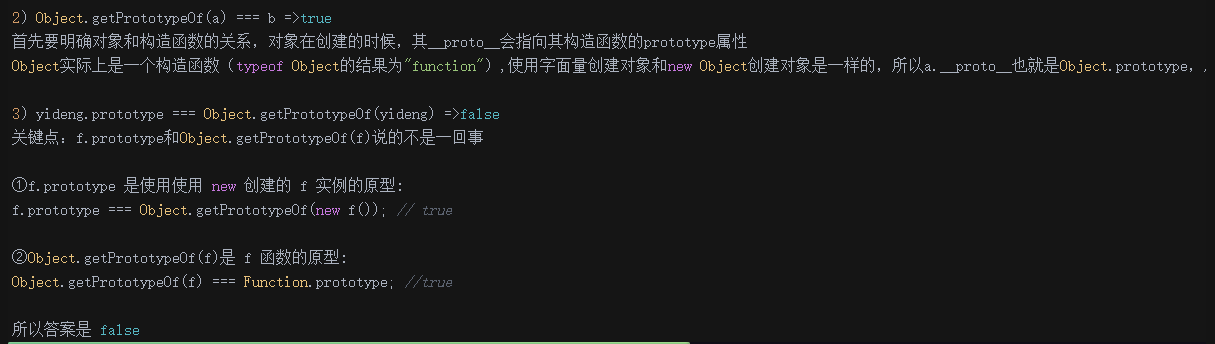 2) Object.getPrototypeOf(a) === b =>true
首先要明确对象和构造函数的关系, 对象在创建的时候, 其__proto__会指向其构造函数的prototype属性
Object实际上是一个构造函数 (typeof Object的结果为"function") ,使用字面量创建对象和new Object创建对象是一样的, 所以a.__proto__也就是Object.prototype,
3) yideng.prototype === Object.getPrototypeOf(yideng) =>false
关键点: f.prototype和Object.getPrototypeOf(f)说的不是一回事
①f.prototype 是使用使用 new 创建的 f 实例的原型:
f.prototype === Object.getPrototypeOf(new f()); // true
②Object.getPrototypeOf(f)是 f 函数的原型:
Object.getPrototypeOf(f) === Function.prototype; //true
所以答案是 false